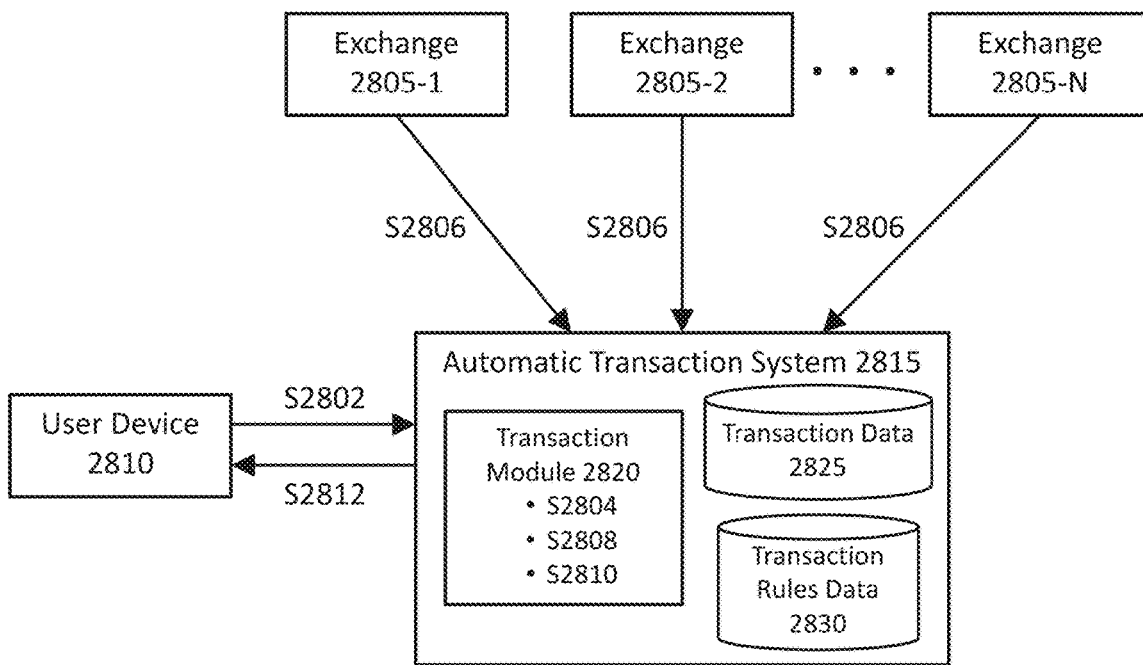 Exchange
2805-1
Exchange
2805-2
. . .
Exchange
2805-N
S2806
S2806
S2806
Automatic Transaction System 2815
User Device
2810
S2802
S2812
Transaction
Module 2820
• S2804
• S2808
• S2810
Transaction Data
2825
Transaction
Rules Data
2830